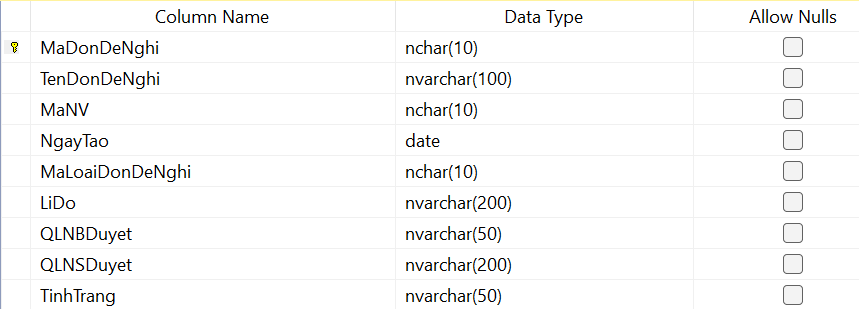 Column Name Data Type Allow Nulls
MaDonDeNghi nchar(10)
TenDonDeNghi nvarchar(100)
MaNV nchar(10)
NgayTao date
MaLoaiDonDeNghi nchar(10)
LiDo nvarchar(200)
QLNBDuyet nvarchar(50)
QLNSDuyet nvarchar(200)
TinhTrang nvarchar(50)